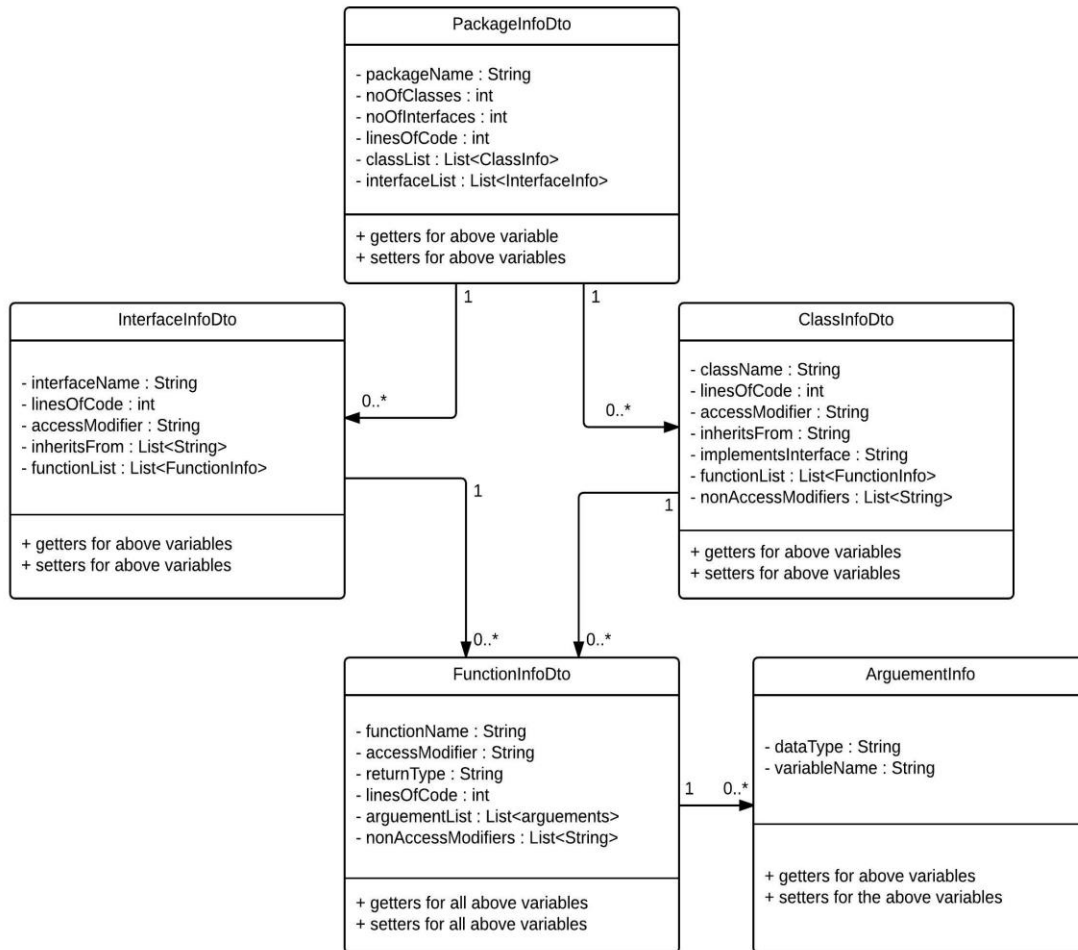 PackageInfoDto
- packageName : String
- noOfClasses : int
- noOfInterfaces : int
- linesOfCode : int
- classList : List<ClassInfo>
- interfaceList : List<InterfaceInfo>
+ getters for above variable
+ setters for above variables
1
1
InterfaceInfoDto
- interfaceName : String
- linesOfCode : int
- accessModifier : String
- inheritsFrom : List<String>
- functionList : List<FunctionInfo>
+ getters for above variables
+ setters for above variables
0..*
0..*
ClassInfoDto
- className : String
- linesOfCode : int
- accessModifier : String
- inheritsFrom : String
- implementsInterface : String
- functionList : List<FunctionInfo>
- nonAccessModifiers : List<String>
+ getters for above variables
+ setters for above variables
1
1
0..*
0..*
FunctionInfoDto
- functionName : String
- accessModifier : String
- returnType : String
- linesOfCode : int
- arguementList : List<arguements>
- nonAccessModifiers : List<String>
+ getters for all above variables
+ setters for all above variables
1
0..*
ArguementInfo
- dataType : String
- variableName : String
+ getters for above variables
+ setters for the above variables